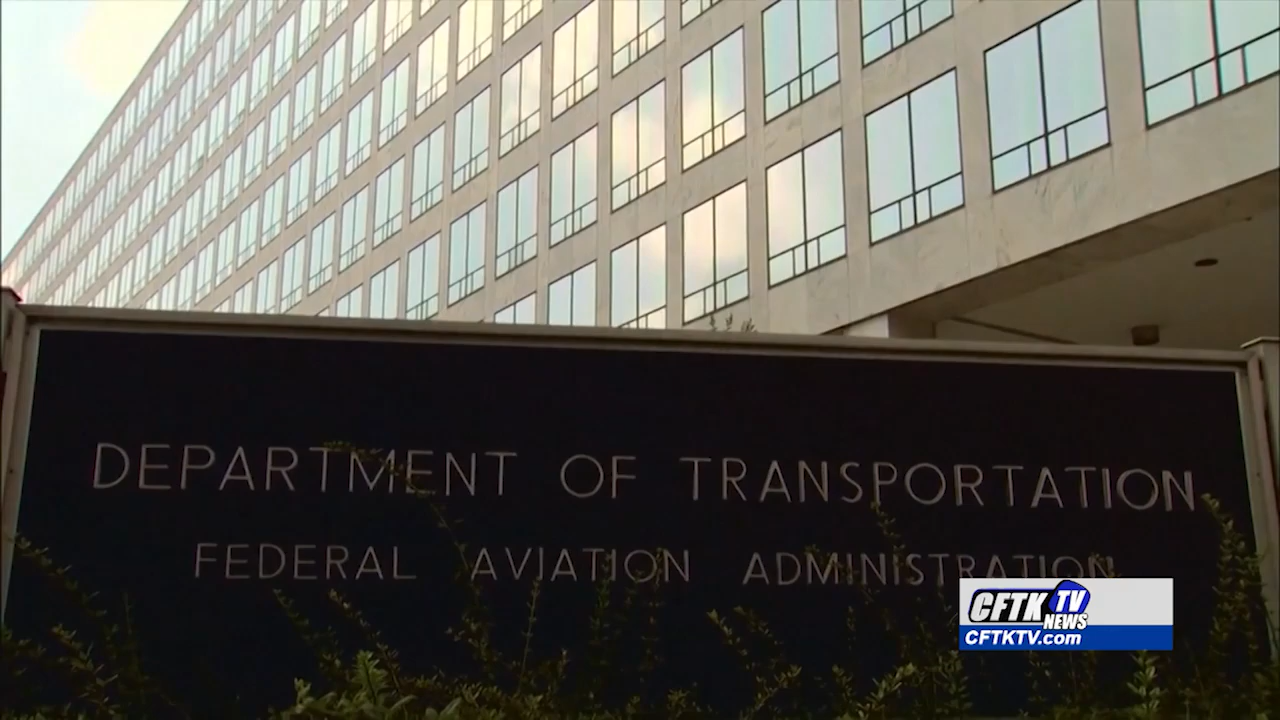 DEPARTMENT OF TRANSPORTATION
FEDERAL AVIATION ADMINISTRATION
CFTK TV
NEWS
CFTKTV.com